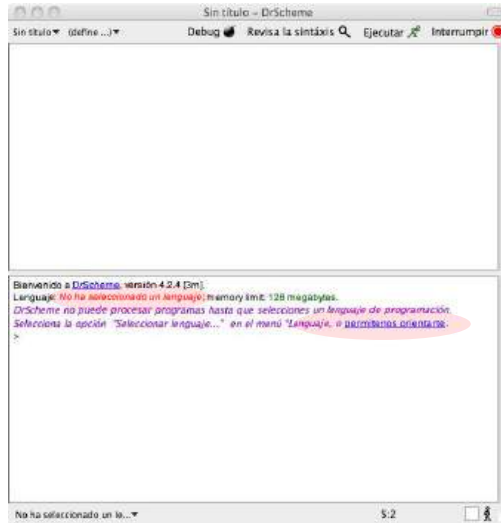 Sin título – DrScheme
Sin título▼ (define ...)▼ Debug Revisa la sintáxis Ejecutar Interrumpir
Bienvenido a DrScheme, versión 4.2.4 [3m].
Lenguaje: No ha seleccionado un lenguaje; memory limit: 128 megabytes.
DrScheme no puede procesar programas hasta que selecciones un lenguaje de programación.
Selecciona la opción "Seleccionar lenguaje..." en el menú "Lenguaje, o permítenos orientarte.
>
No ha seleccionado un le...▼ 5:2